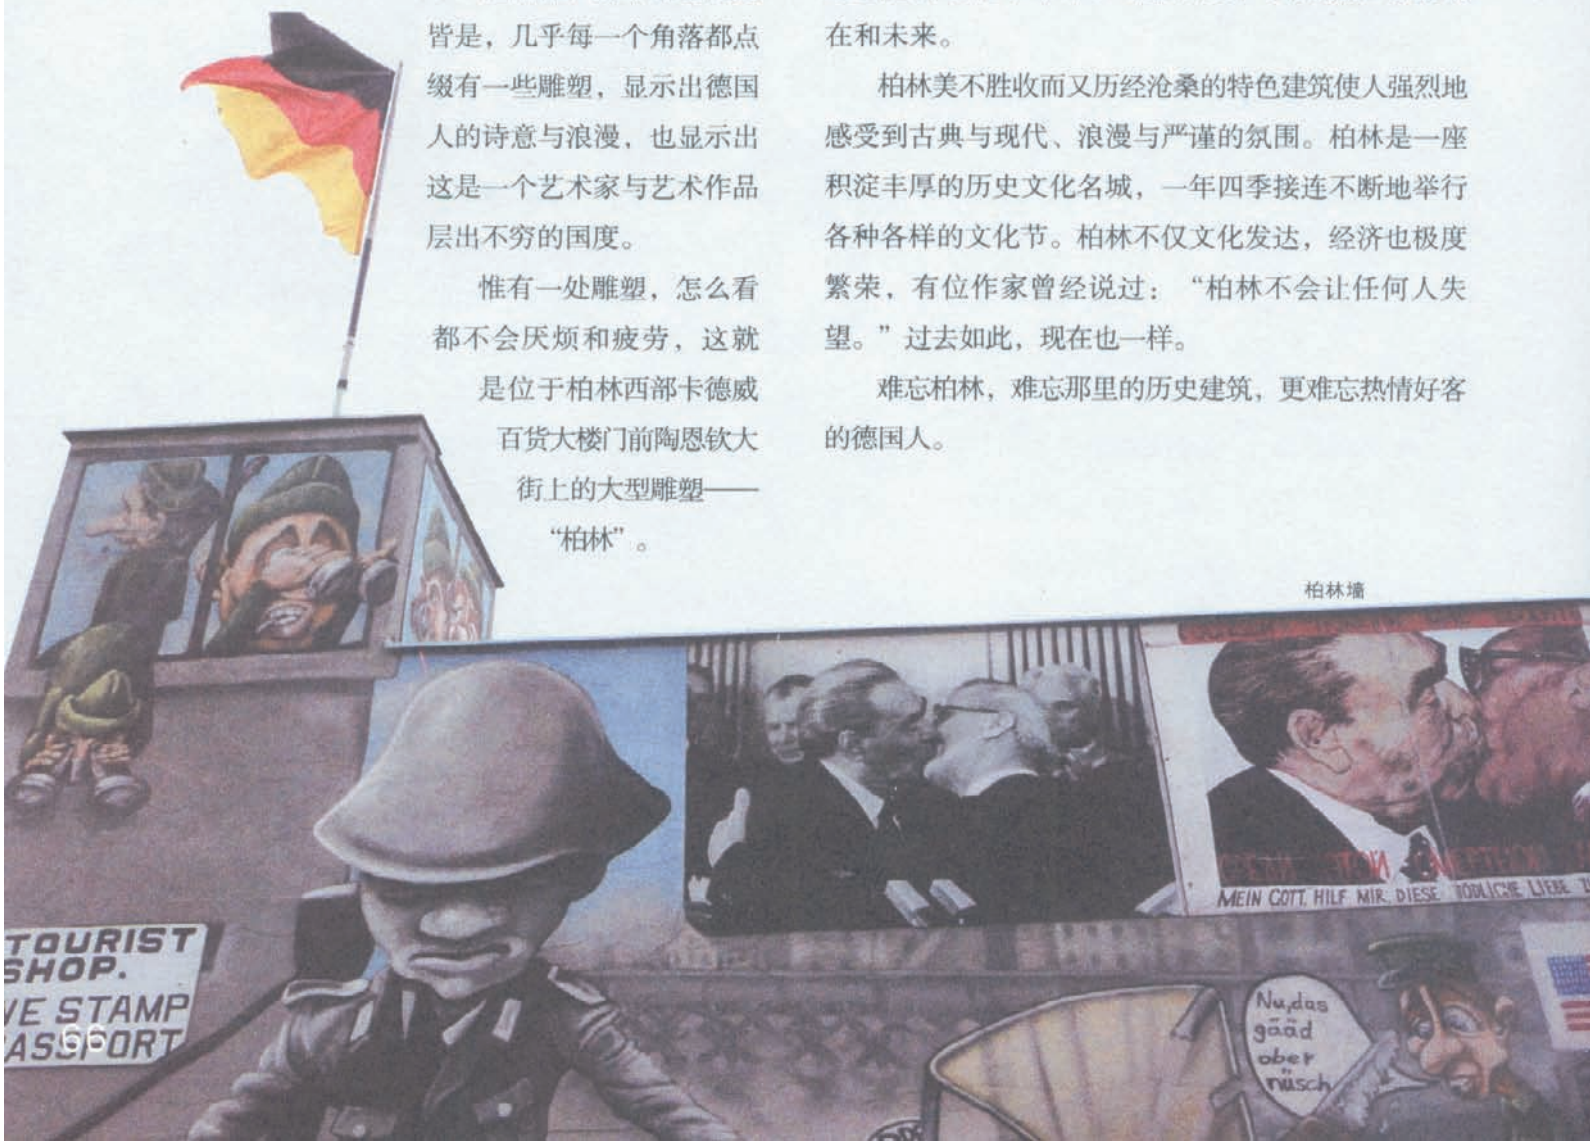 皆是，几乎每一个角落都点
缀有一些雕塑，显示出德国
人的诗意与浪漫，也显示出
这是一个艺术家与艺术作品
层出不穷的国度。
惟有一处雕塑，怎么看
都不会厌烦和疲劳，这就
是位于柏林西部卡德威
百货大楼门前陶恩钦大
街上的大型雕塑——
“柏林”。
在和未来。
柏林美不胜收而又历经沧桑的特色建筑使人强烈地
感受到古典与现代、浪漫与严谨的氛围。柏林是一座
积淀丰厚的历史文化名城，一年四季接连不断地举行
各种各样的文化节。柏林不仅文化发达，经济也极度
繁荣，有位作家曾经说过：“柏林不会让任何人失
望。”过去如此，现在也一样。
难忘柏林，难忘那里的历史建筑，更难忘热情好客
的德国人。
柏林墙
MEIN GOTT, HILF MIR, DIESE TÖDLICHE LIEBE
TOURIST
SHOP.
WE STAMP
PASSPORT
66
Nu,das
gääd
ober
nüsch